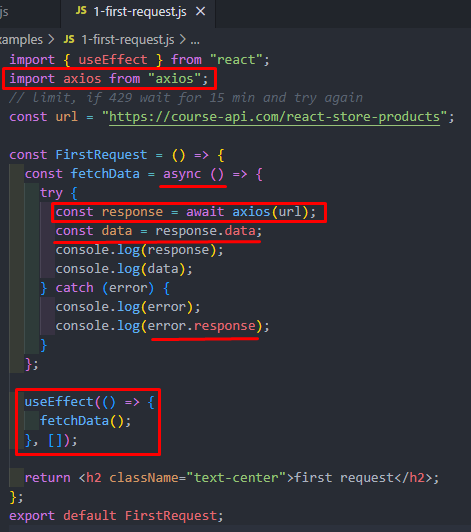 js
JS 1-first-request.js ×
examples > JS 1-first-request.js > ...
import { useEffect } from "react";
import axios from "axios";
// limit, if 429 wait for 15 min and try again
const url = "https://course-api.com/react-store-products";
const FirstRequest = () => {
const fetchData = async () => {
try {
const response = await axios(url);
const data = response.data;
console.log(response);
console.log(data);
} catch (error) {
console.log(error);
console.log(error.response);
}
};
useEffect(() => {
fetchData();
}, []);
return <h2 className="text-center">first request</h2>;
};
export default FirstRequest;